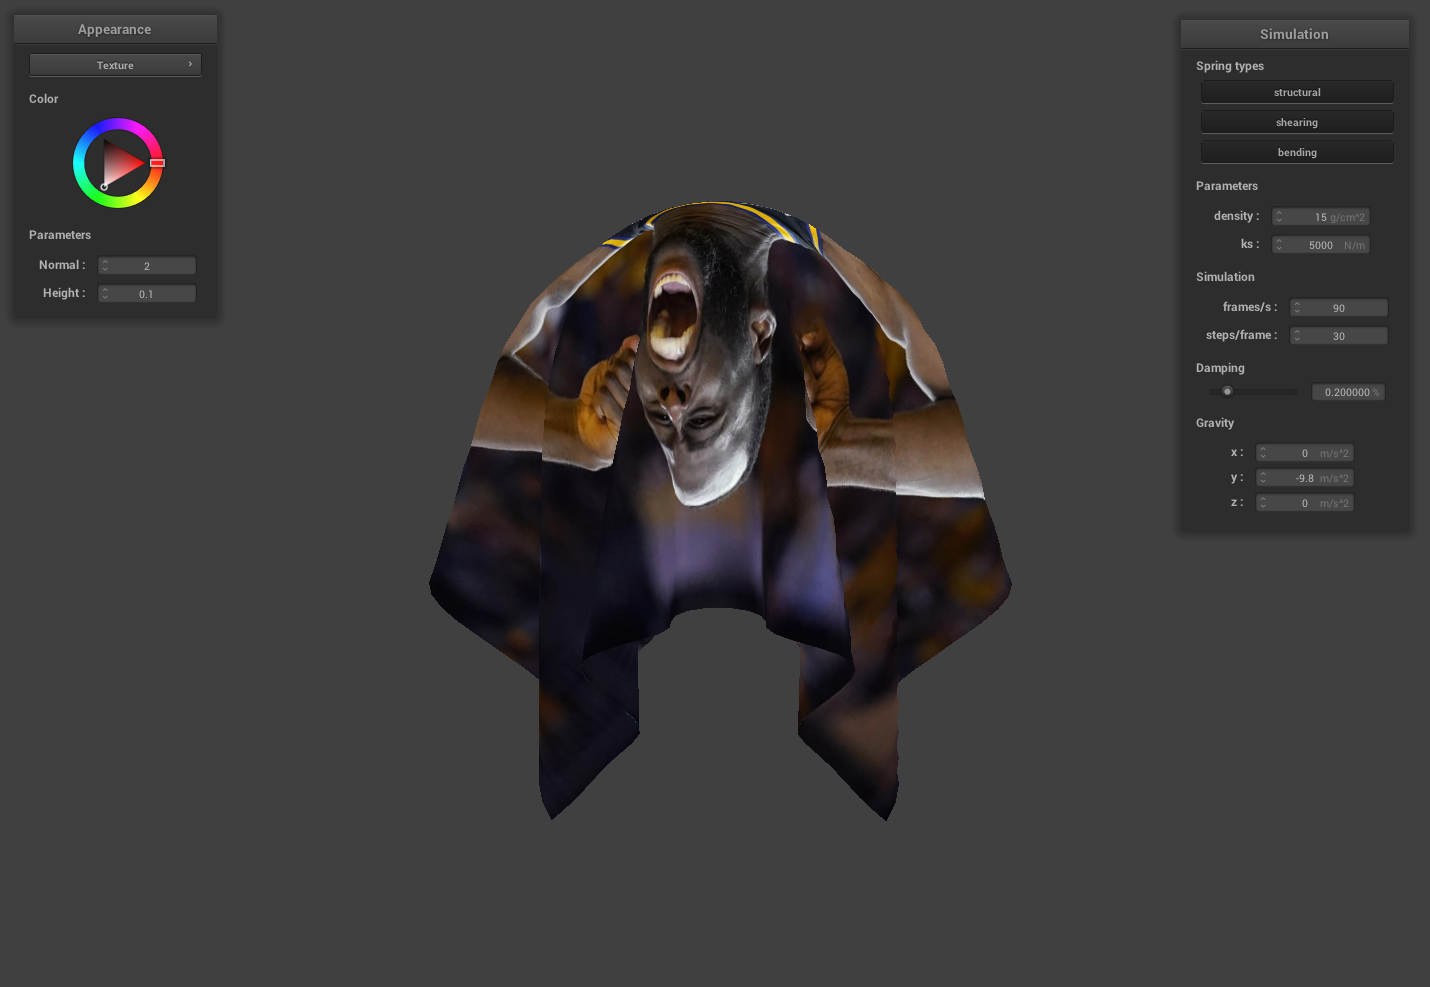 Appearance
Texture
Color
Parameters
Normal : 2
Height : 0.1
Simulation
Spring types
structural
shearing
bending
Parameters
density : 15 g/cm^2
ks : 5000 N/m
Simulation
frames/s : 90
steps/frame : 30
Damping
0.200000 %
Gravity
x : 0 m/s^2
y : -9.8 m/s^2
z : 0 m/s^2